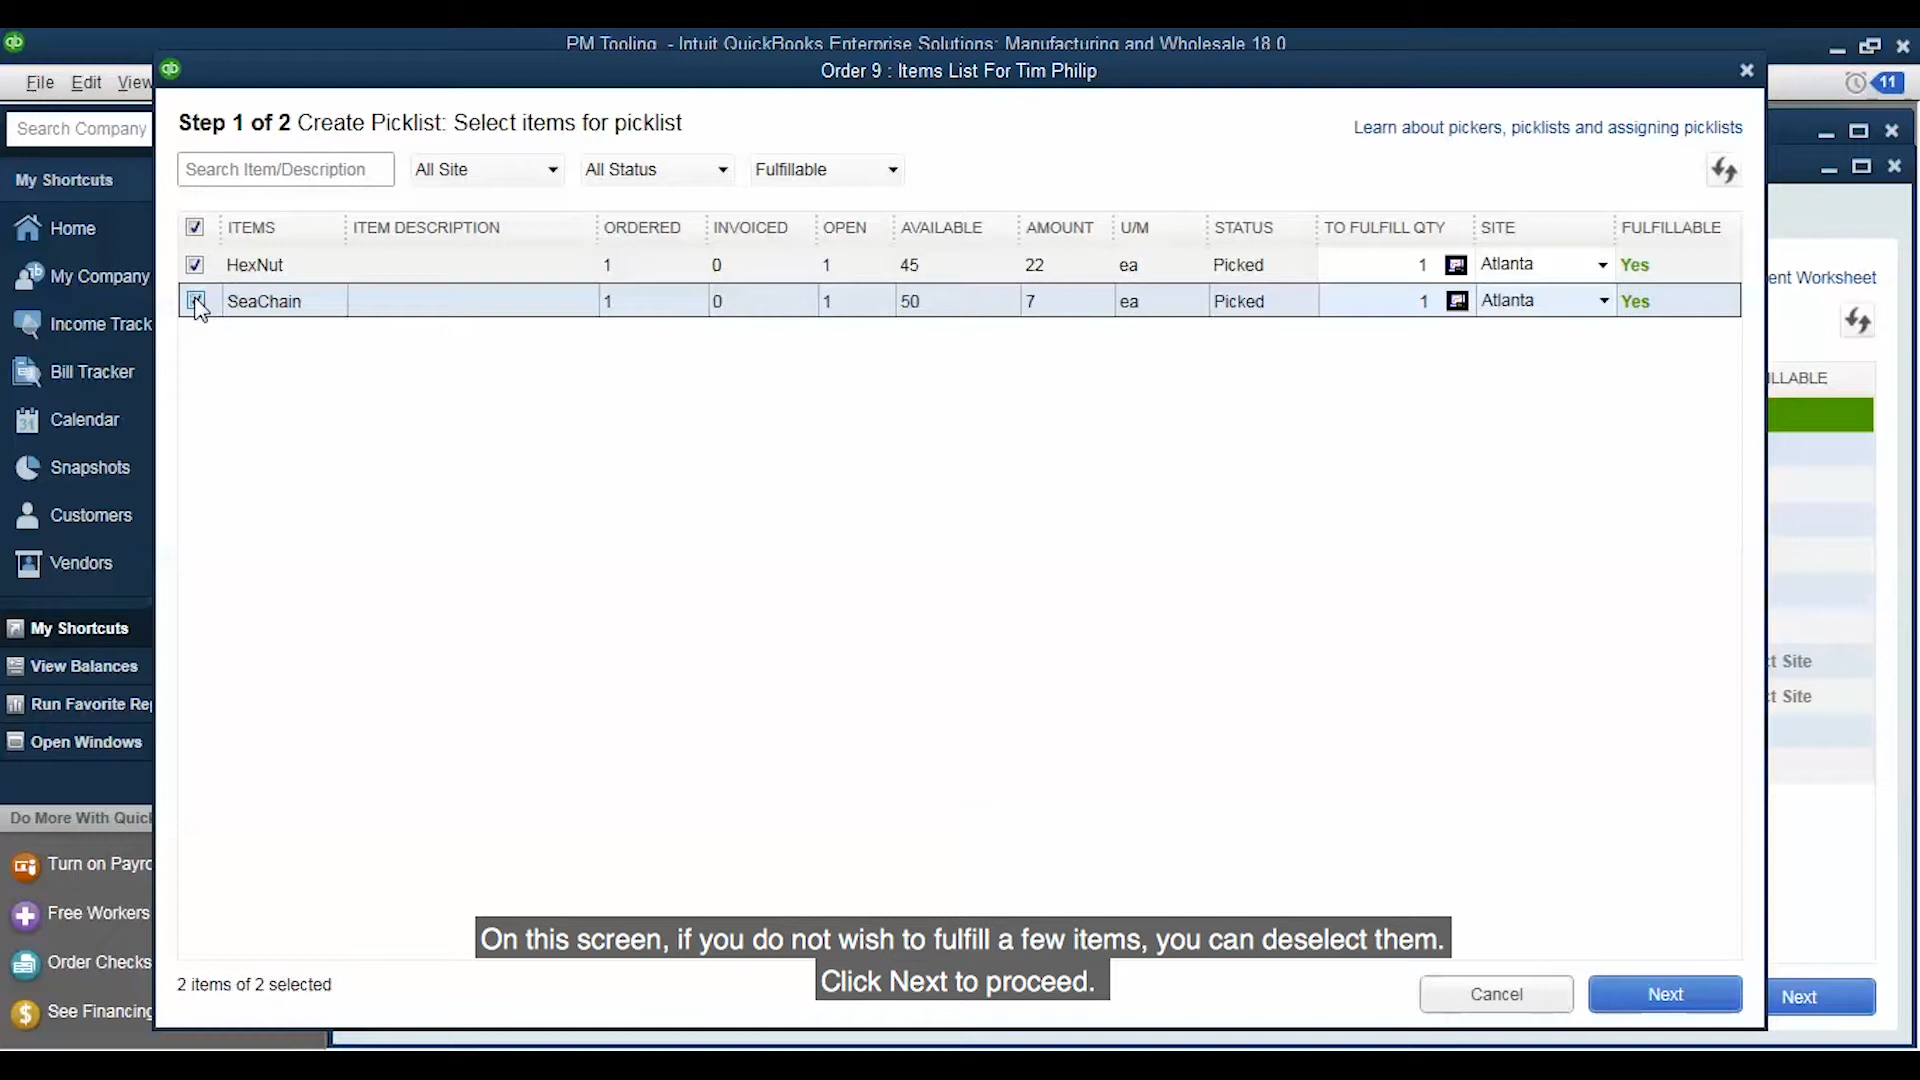 PM Tooling - Intuit QuickBooks Enterprise Solutions: Manufacturing and Wholesale 18.0
Order 9 : Items List For Tim Philip
File Edit View
11
Search Company
Step 1 of 2 Create Picklist: Select items for picklist
Learn about pickers, picklists and assigning picklists
Search Item/Description All Site All Status Fulfillable
ITEMS ITEM DESCRIPTION ORDERED INVOICED OPEN AVAILABLE AMOUNT U/M STATUS TO FULFILL QTY SITE FULFILLABLE
HexNut 1 0 1 45 22 ea Picked 1 Atlanta Yes
SeaChain 1 0 1 50 7 ea Picked 1 Atlanta Yes
My Shortcuts
Home
My Company
Income Track
Bill Tracker
Calendar
31
Snapshots
Customers
Vendors
My Shortcuts
View Balances
Run Favorite Re
Open Windows
Do More With Quick
Turn on Payro
Free Workers
Order Checks
See Financing
ent Worksheet
ILLABLE
t Site
t Site
On this screen, if you do not wish to fulfill a few items, you can deselect them.
Click Next to proceed.
2 items of 2 selected
Cancel Next
Next